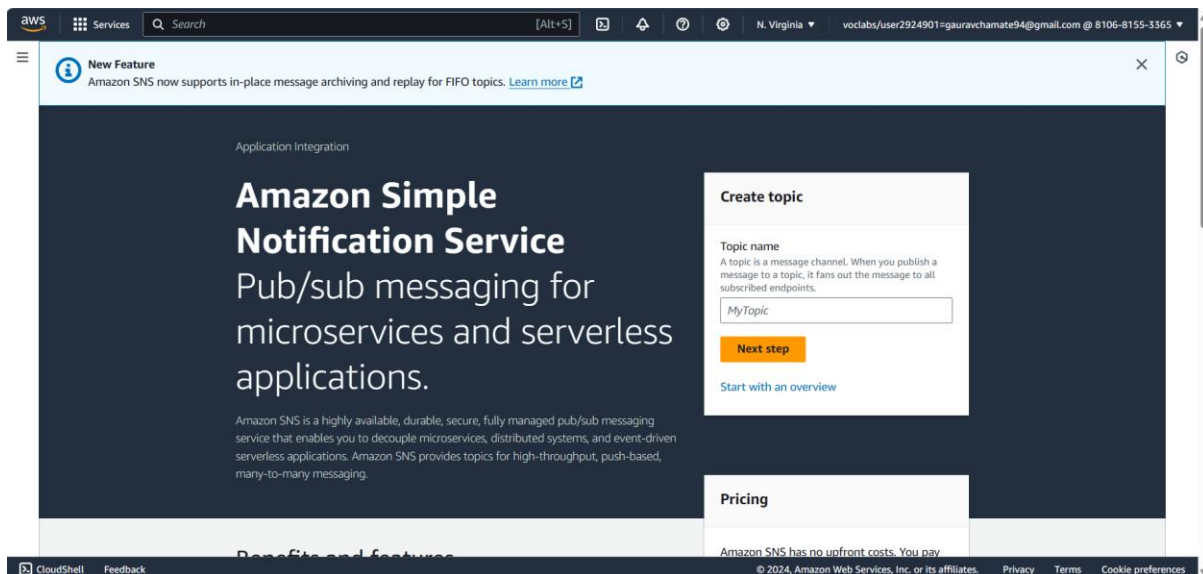 aws
Services
Search
[Alt+S]
N. Virginia
voclabs/user2924901=gauravchamate94@gmail.com @ 8106-8155-3365
New Feature
Amazon SNS now supports in-place message archiving and replay for FIFO topics. Learn more
Application Integration
Amazon Simple
Notification Service
Pub/sub messaging for
microservices and serverless
applications.
Amazon SNS is a highly available, durable, secure, fully managed pub/sub messaging
service that enables you to decouple microservices, distributed systems, and event-driven
serverless applications. Amazon SNS provides topics for high-throughput, push-based,
many-to-many messaging.
Create topic
Topic name
A topic is a message channel. When you publish a
message to a topic, it fans out the message to all
subscribed endpoints.
MyTopic
Next step
Start with an overview
Pricing
Amazon SNS has no upfront costs. You pay
Benefits and features
CloudShell
Feedback
© 2024, Amazon Web Services, Inc. or its affiliates.
Privacy
Terms
Cookie preferences